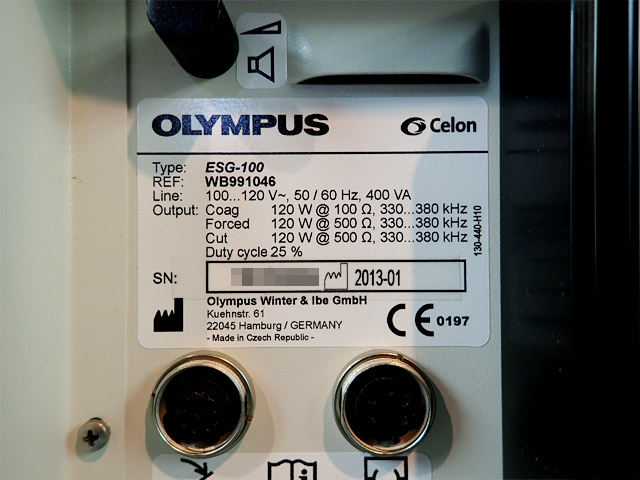 OLYMPUS Celon
Type: ESG-100
REF: WB991046
Line: 100...120 V~, 50 / 60 Hz, 400 VA
Output: Coag 120 W @ 100 Ω, 330...380 kHz
Forced 120 W @ 500 Ω, 330...380 kHz
Cut 120 W @ 500 Ω, 330...380 kHz
Duty cycle 25 %
130-440-H10
SN: 2013-01
Olympus Winter & Ibe GmbH
Kuehnstr. 61
22045 Hamburg / GERMANY
- Made in Czech Republic -
CE 0197